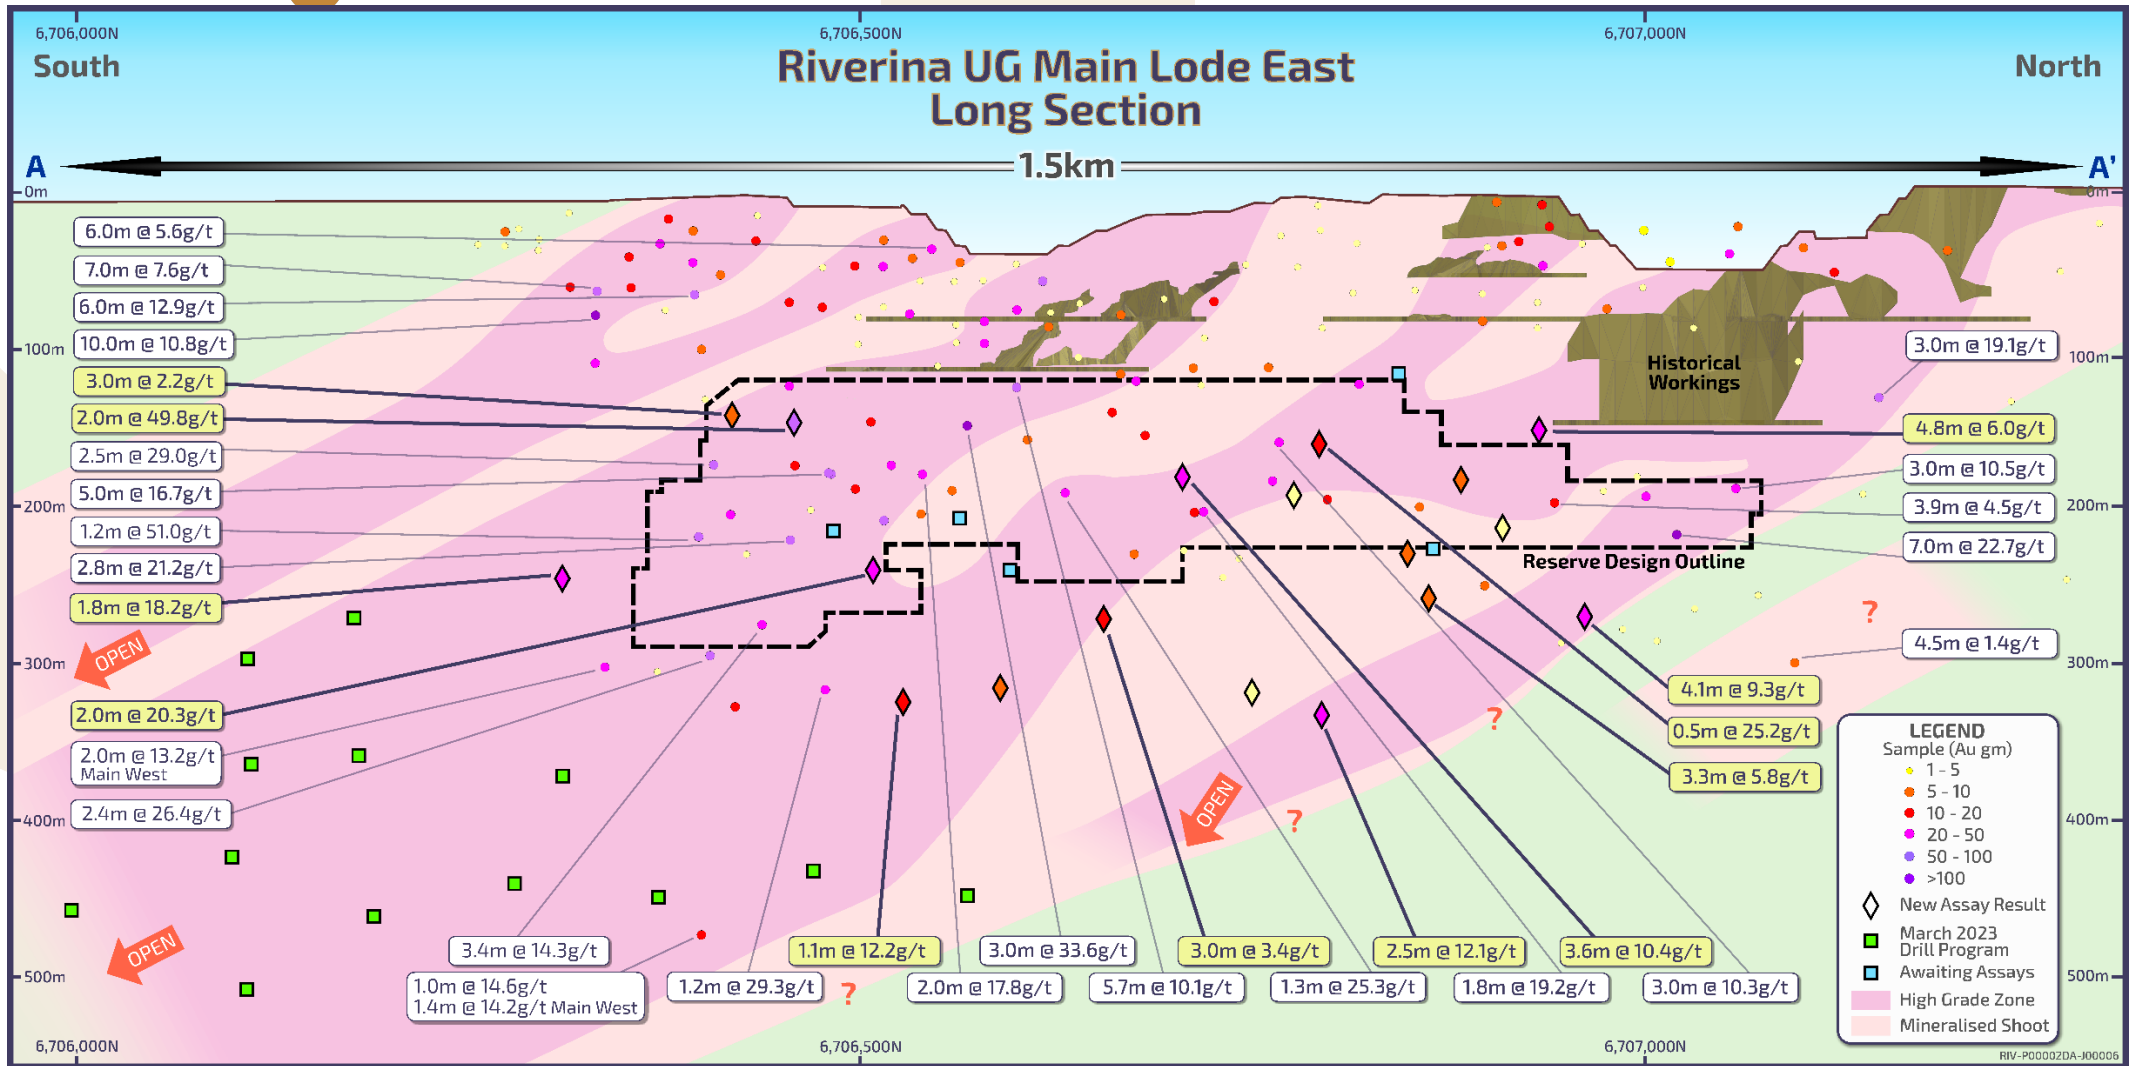 6,706,000N
6,706,500N
6,707,000N
South
Riverina UG Main Lode East
Long Section
North
A
1.5km
A'
0m
0m
6.0m @ 5.6g/t
7.0m @ 7.6g/t
6.0m @ 12.9g/t
10.0m @ 10.8g/t
100m
3.0m @ 2.2g/t
2.0m @ 49.8g/t
2.5m @ 29.0g/t
5.0m @ 16.7g/t
200m
1.2m @ 51.0g/t
2.8m @ 21.2g/t
1.8m @ 18.2g/t
OPEN
300m
2.0m @ 20.3g/t
2.0m @ 13.2g/t
Main West
2.4m @ 26.4g/t
400m
OPEN
500m
Historical
Workings
Reserve Design Outline
3.0m @ 19.1g/t
100m
4.8m @ 6.0g/t
3.0m @ 10.5g/t
200m
3.9m @ 4.5g/t
7.0m @ 22.7g/t
?
4.5m @ 1.4g/t
300m
4.1m @ 9.3g/t
0.5m @ 25.2g/t
3.3m @ 5.8g/t
?
OPEN
?
?
400m
500m
3.4m @ 14.3g/t
1.0m @ 14.6g/t
1.4m @ 14.2g/t Main West
1.2m @ 29.3g/t
1.1m @ 12.2g/t
2.0m @ 17.8g/t
3.0m @ 33.6g/t
5.7m @ 10.1g/t
3.0m @ 3.4g/t
1.3m @ 25.3g/t
2.5m @ 12.1g/t
1.8m @ 19.2g/t
3.6m @ 10.4g/t
3.0m @ 10.3g/t
LEGEND
Sample (Au gm)
1 - 5
5 - 10
10 - 20
20 - 50
50 - 100
>100
New Assay Result
March 2023
Drill Program
Awaiting Assays
High Grade Zone
Mineralised Shoot
6,706,000N
6,706,500N
6,707,000N
RIV-P00002DA-J00006